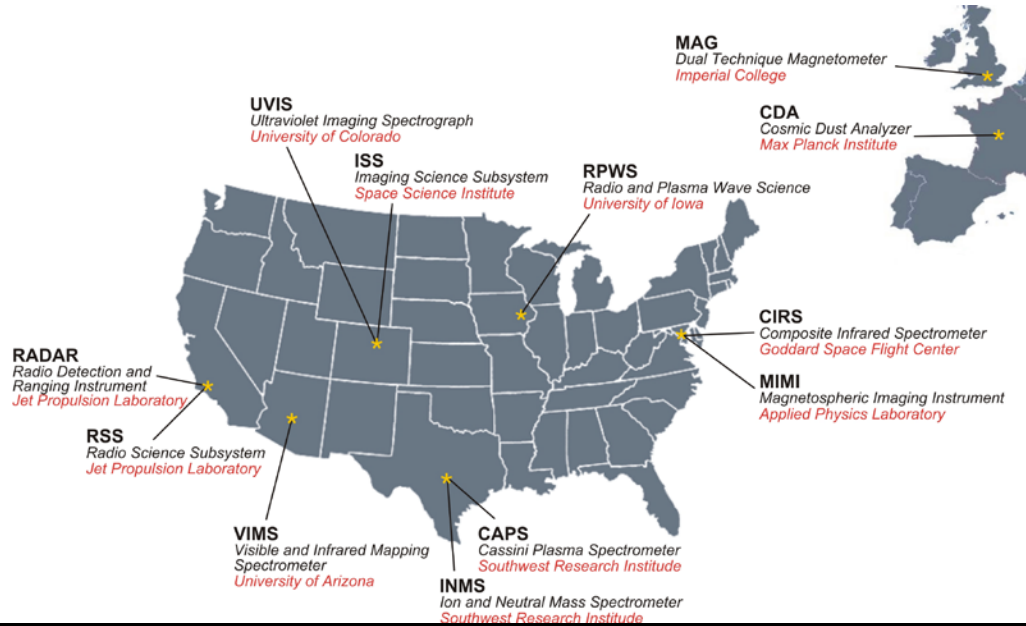 MAG
Dual Technique Magnetometer
Imperial College
CDA
Cosmic Dust Analyzer
Max Planck Institute
UVIS
Ultraviolet Imaging Spectrograph
University of Colorado
ISS
Imaging Science Subsystem
Space Science Institute
RPWS
Radio and Plasma Wave Science
University of Iowa
CIRS
Composite Infrared Spectrometer
Goddard Space Flight Center
RADAR
Radio Detection and
Ranging Instrument
Jet Propulsion Laboratory
MIMI
Magnetospheric Imaging Instrument
Applied Physics Laboratory
RSS
Radio Science Subsystem
Jet Propulsion Laboratory
VIMS
Visible and Infrared Mapping
Spectrometer
University of Arizona
CAPS
Cassini Plasma Spectrometer
Southwest Research Institude
INMS
Ion and Neutral Mass Spectrometer
Southwest Research Institude